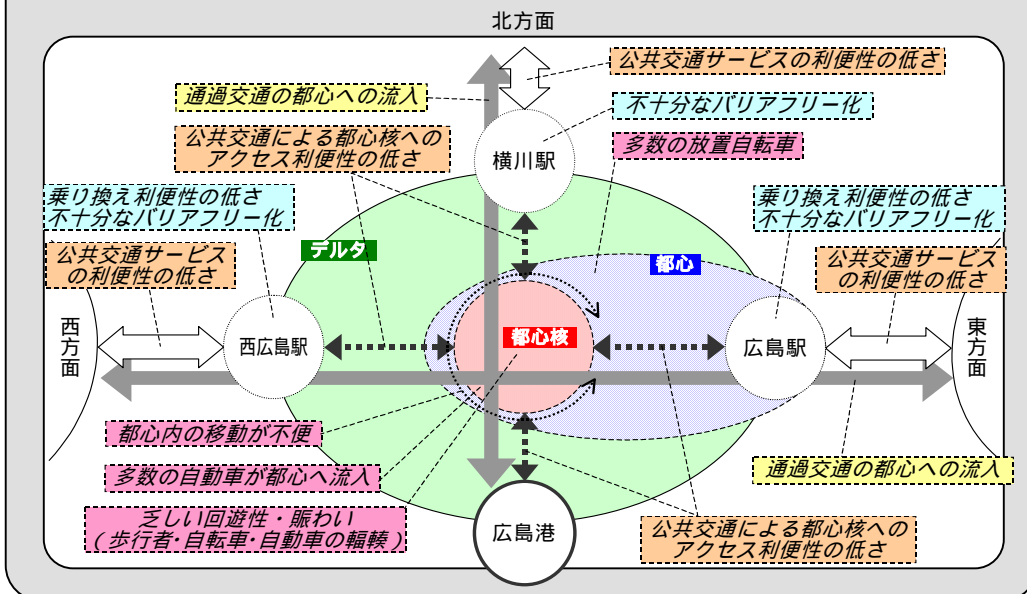 北方面
公共交通サービスの利便性の低さ
通過交通の都心への流入
不十分なバリアフリー化
公共交通による都心核への
アクセス利便性の低さ
多数の放置自転車
横川駅
乗り換え利便性の低さ
不十分なバリアフリー化
乗り換え利便性の低さ
不十分なバリアフリー化
デルタ
都心
公共交通サービス
の利便性の低さ
公共交通サービス
の利便性の低さ
西方面
西広島駅
都心核
広島駅
東方面
都心内の移動が不便
多数の自動車が都心へ流入
通過交通の都心への流入
乏しい回遊性・賑わい
(歩行者・自転車・自動車の輻輳)
広島港
公共交通による都心核への
アクセス利便性の低さ